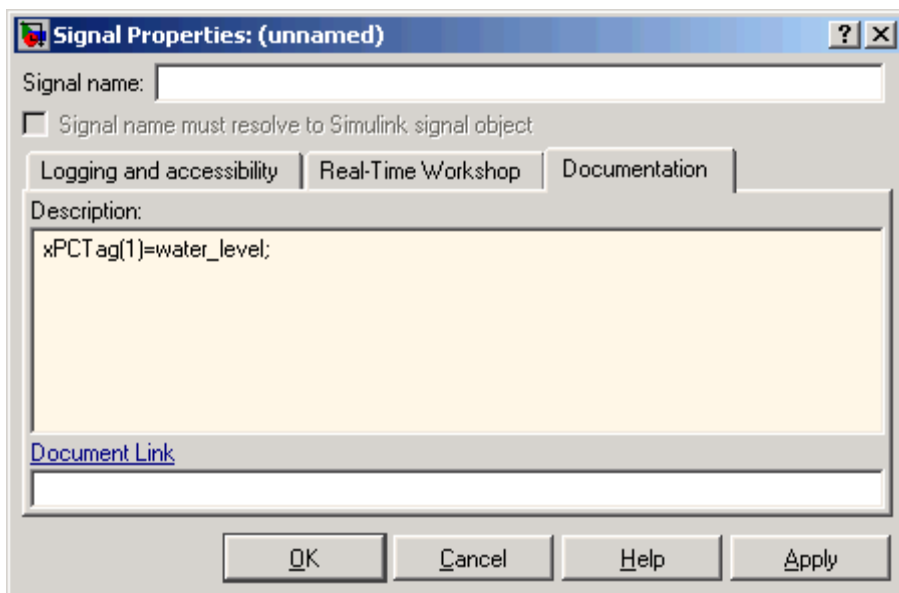 Signal Properties: (unnamed)
Signal name:
Signal name must resolve to Simulink signal object
Logging and accessibility Real-Time Workshop Documentation
Description:
xPCTag(1)=water_level;
Document Link
OK Cancel Help Apply